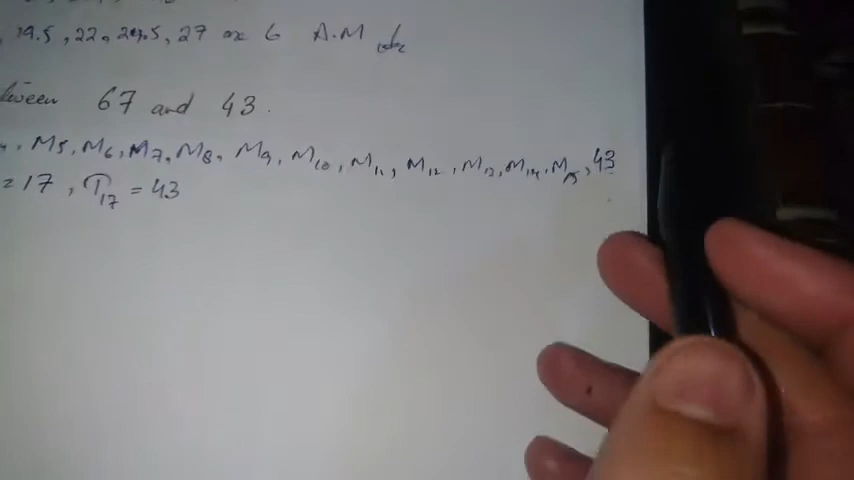 , 19.5, 22, 24.5, 27 are 6 A.M
between 67 and 43.
, M5, M6, M7, M8, M9, M10, M11, M12, M13, M14, M15, 43
= 17, T17 = 43